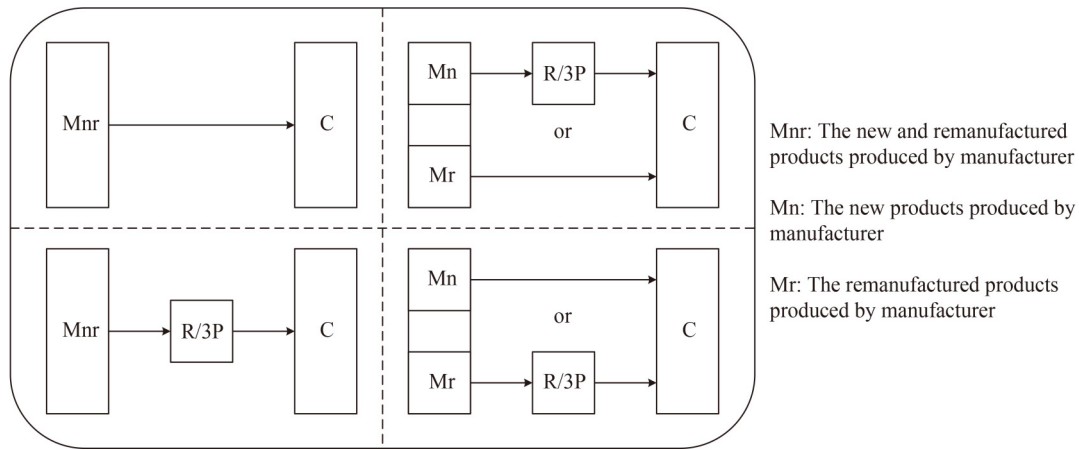 Mnr
C
Mn
R/3P
or
Mr
C
Mnr
R/3P
C
Mn
or
Mr
R/3P
C
Mnr: The new and remanufactured
products produced by manufacturer
Mn: The new products produced by
manufacturer
Mr: The remanufactured products
produced by manufacturer